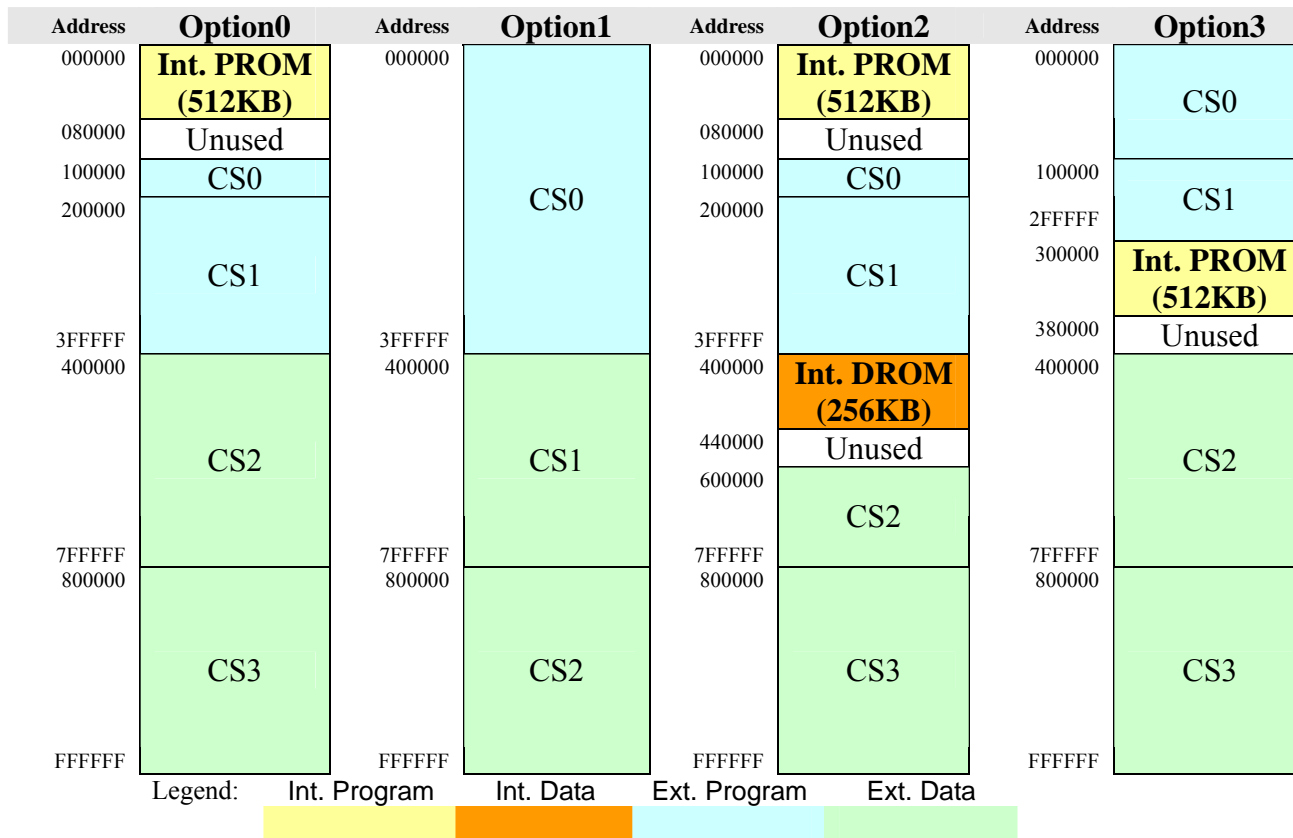 Address Option0 Address Option1 Address Option2 Address Option3
000000 Int. PROM 000000 000000 Int. PROM 000000
(512KB) (512KB) CS0
080000 Unused 080000 Unused
100000 CS0 100000 CS0 100000
200000 CS0 200000 CS1
2FFFFF
CS1 CS1 300000 Int. PROM
(512KB)
3FFFFF 3FFFFF 3FFFFF 380000 Unused
400000 400000 400000 Int. DROM 400000
(256KB)
440000 Unused
CS2 CS1 CS2
600000
CS2
7FFFFF 7FFFFF 7FFFFF 7FFFFF
800000 800000 800000 800000
CS3 CS2 CS3 CS3
FFFFFF FFFFFF FFFFFF FFFFFF
Legend: Int. Program Int. Data Ext. Program Ext. Data